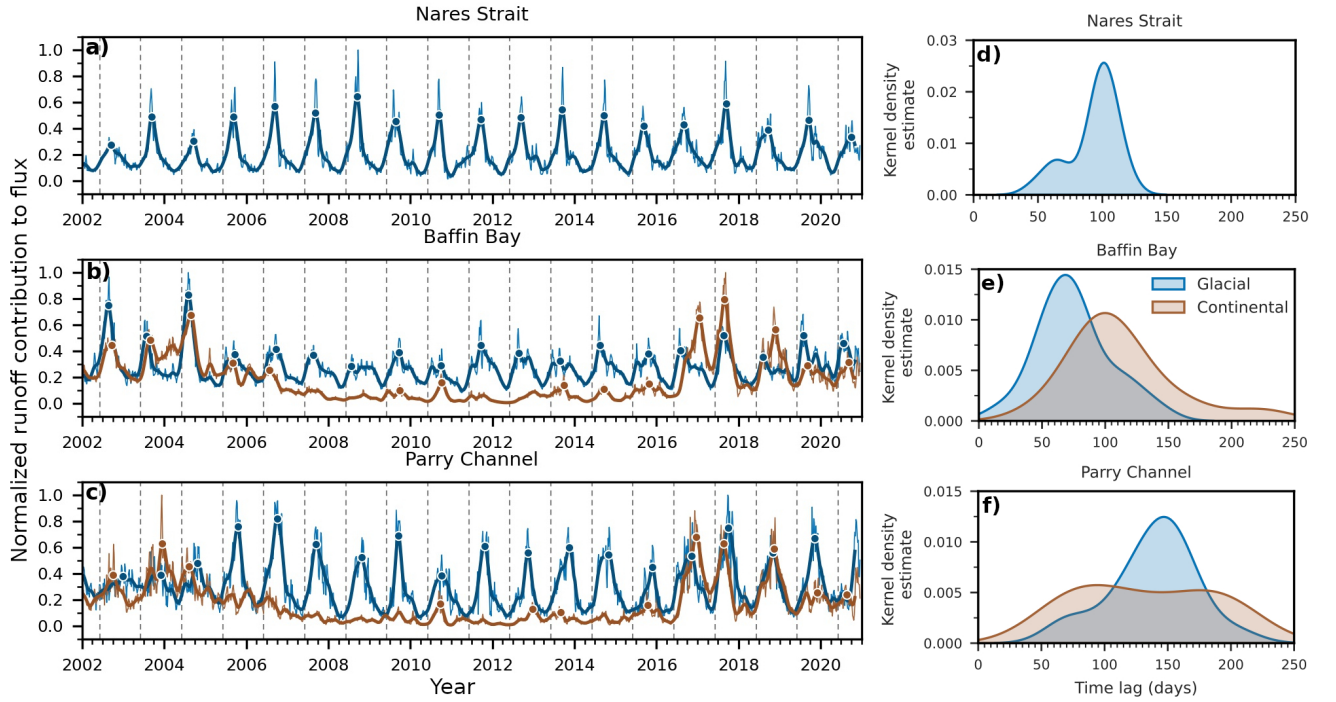 Nares Strait
a)
1.0
0.8
0.6
0.4
0.2
0.0
2002 2004 2006 2008 2010 2012 2014 2016 2018 2020
Baffin Bay
b)
1.0
0.8
0.6
0.4
0.2
0.0
2002 2004 2006 2008 2010 2012 2014 2016 2018 2020
Parry Channel
c)
1.0
0.8
0.6
0.4
0.2
0.0
2002 2004 2006 2008 2010 2012 2014 2016 2018 2020
Year
Normalized runoff contribution to flux
Nares Strait
d)
0.03
0.02
0.01
0.00
0 50 100 150 200 250
Kernel density
estimate
Baffin Bay
e)
Glacial
Continental
0.015
0.010
0.005
0.000
0 50 100 150 200 250
Kernel density
estimate
Parry Channel
f)
0.015
0.010
0.005
0.000
0 50 100 150 200 250
Kernel density
estimate
Time lag (days)